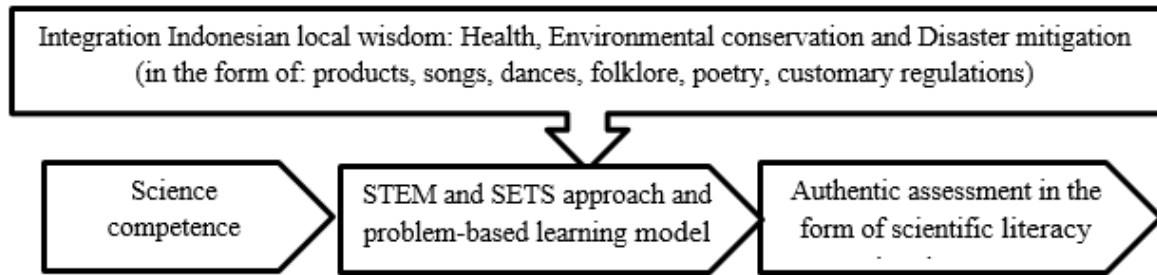 Integration Indonesian local wisdom: Health, Environmental conservation and Disaster mitigation
(in the form of: products, songs, dances, folklore, poetry, customary regulations)
Science
competence
STEM and SETS approach and
problem-based learning model
Authentic assessment in the
form of scientific literacy